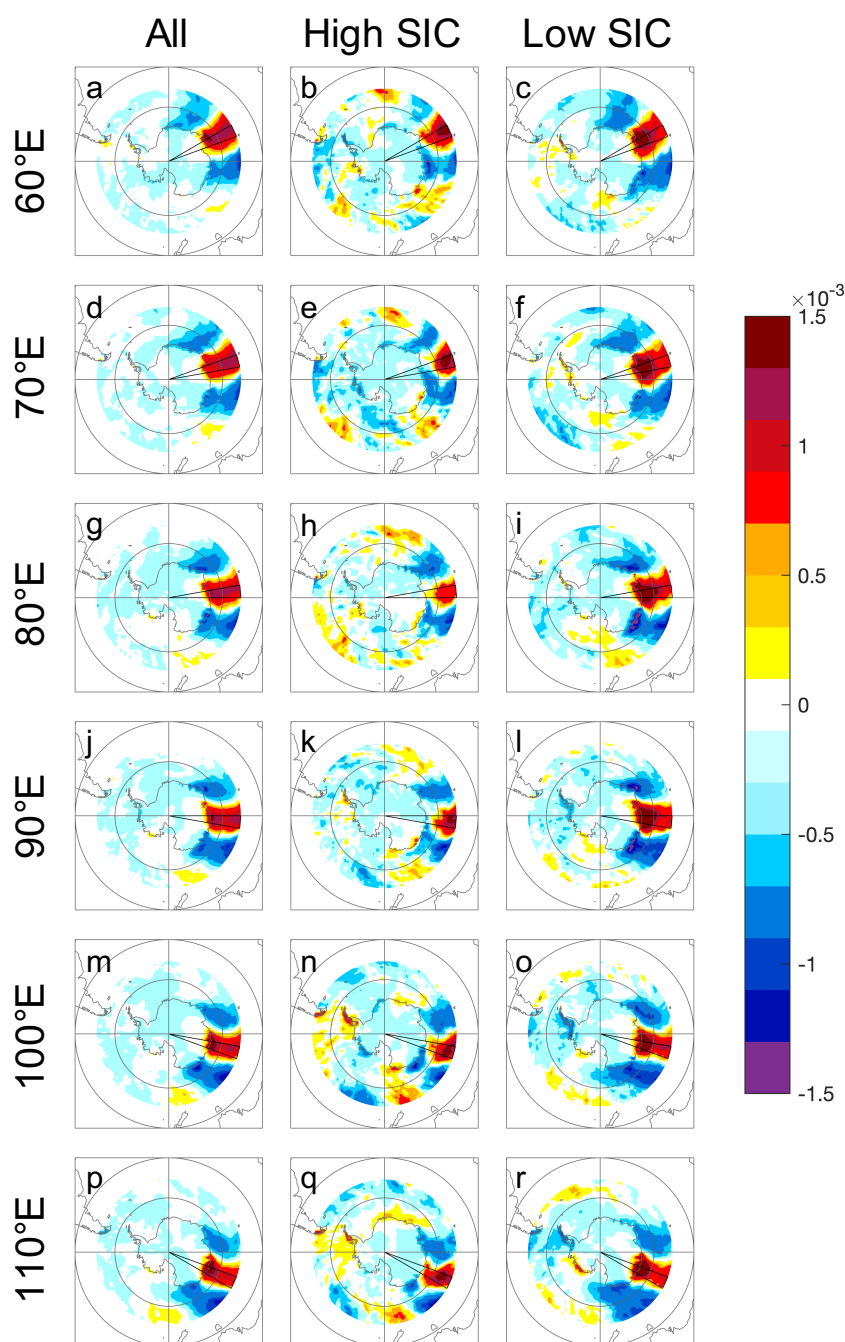 All High SIC Low SIC
60°E a b c
70°E d e f
×10⁻³
1.5
1
0.5
0
-0.5
-1
-1.5
80°E g h i
90°E j k l
100°E m n o
110°E p q r